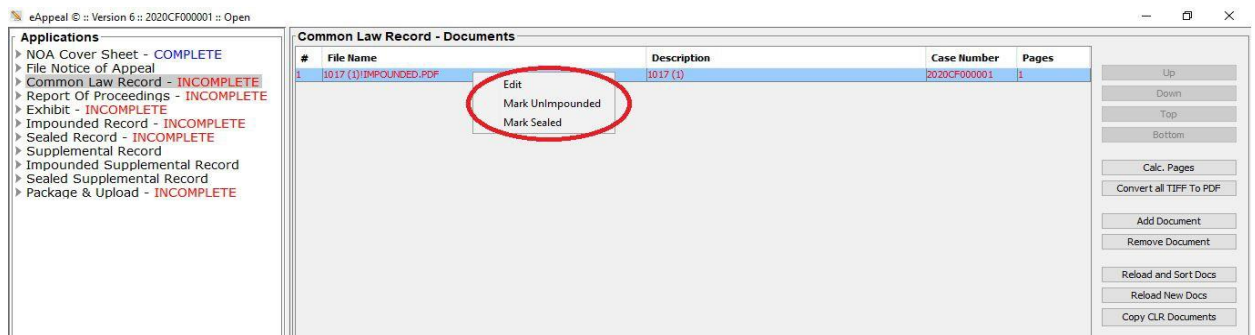 eAppeal © :: Version 6 :: 2020CF000001 :: Open
Applications
NOA Cover Sheet - COMPLETE
File Notice of Appeal
Common Law Record - INCOMPLETE
Report Of Proceedings - INCOMPLETE
Exhibit - INCOMPLETE
Impounded Record - INCOMPLETE
Sealed Record - INCOMPLETE
Supplemental Record
Impounded Supplemental Record
Sealed Supplemental Record
Package & Upload - INCOMPLETE
Common Law Record - Documents
# File Name Description Case Number Pages
1 1017 (1)!IMPOUNDED.PDF 1017 (1) 2020CF000001 1
Edit
Mark UnImpounded
Mark Sealed
Up
Down
Top
Bottom
Calc. Pages
Convert all TIFF To PDF
Add Document
Remove Document
Reload and Sort Docs
Reload New Docs
Copy CLR Documents